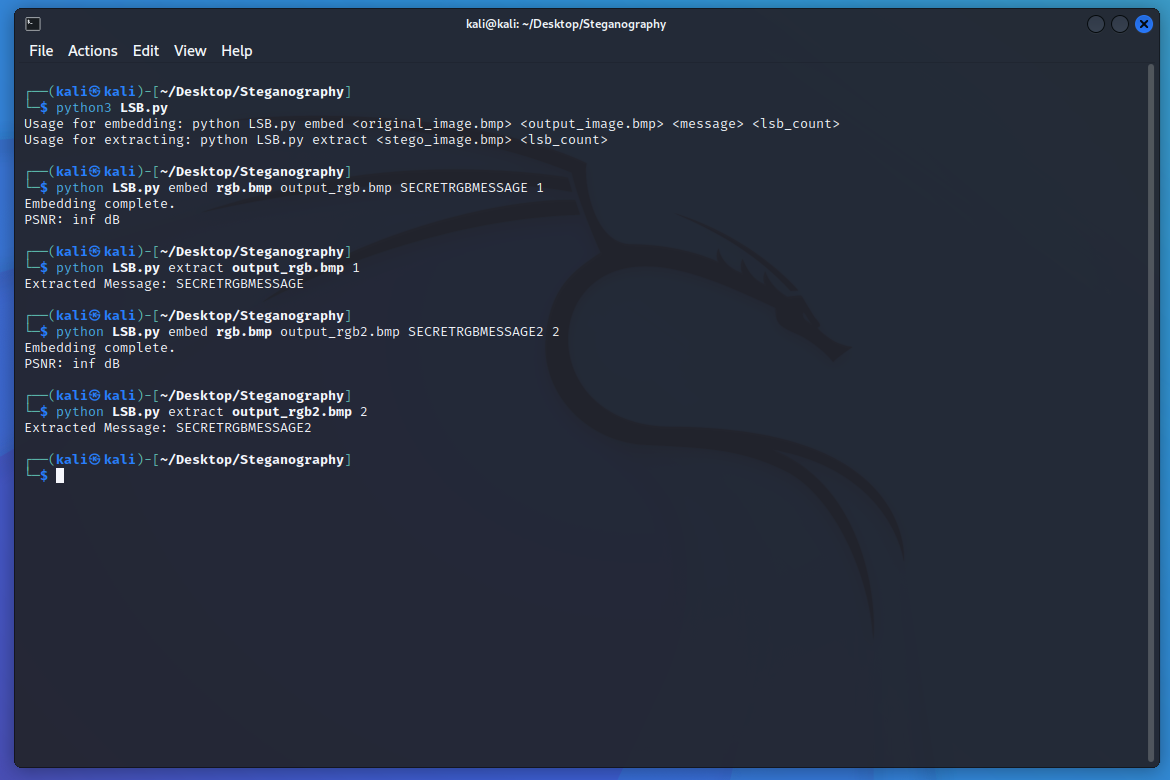 kali@kali: ~/Desktop/Steganography
File Actions Edit View Help
┌──(kali㉿kali)-[~/Desktop/Steganography]
└─$ python3 LSB.py
Usage for embedding: python LSB.py embed <original_image.bmp> <output_image.bmp> <message> <lsb_count>
Usage for extracting: python LSB.py extract <stego_image.bmp> <lsb_count>
┌──(kali㉿kali)-[~/Desktop/Steganography]
└─$ python LSB.py embed rgb.bmp output_rgb.bmp SECRETRGBMESSAGE 1
Embedding complete.
PSNR: inf dB
┌──(kali㉿kali)-[~/Desktop/Steganography]
└─$ python LSB.py extract output_rgb.bmp 1
Extracted Message: SECRETRGBMESSAGE
┌──(kali㉿kali)-[~/Desktop/Steganography]
└─$ python LSB.py embed rgb.bmp output_rgb2.bmp SECRETRGBMESSAGE2 2
Embedding complete.
PSNR: inf dB
┌──(kali㉿kali)-[~/Desktop/Steganography]
└─$ python LSB.py extract output_rgb2.bmp 2
Extracted Message: SECRETRGBMESSAGE2
┌──(kali㉿kali)-[~/Desktop/Steganography]
└─$